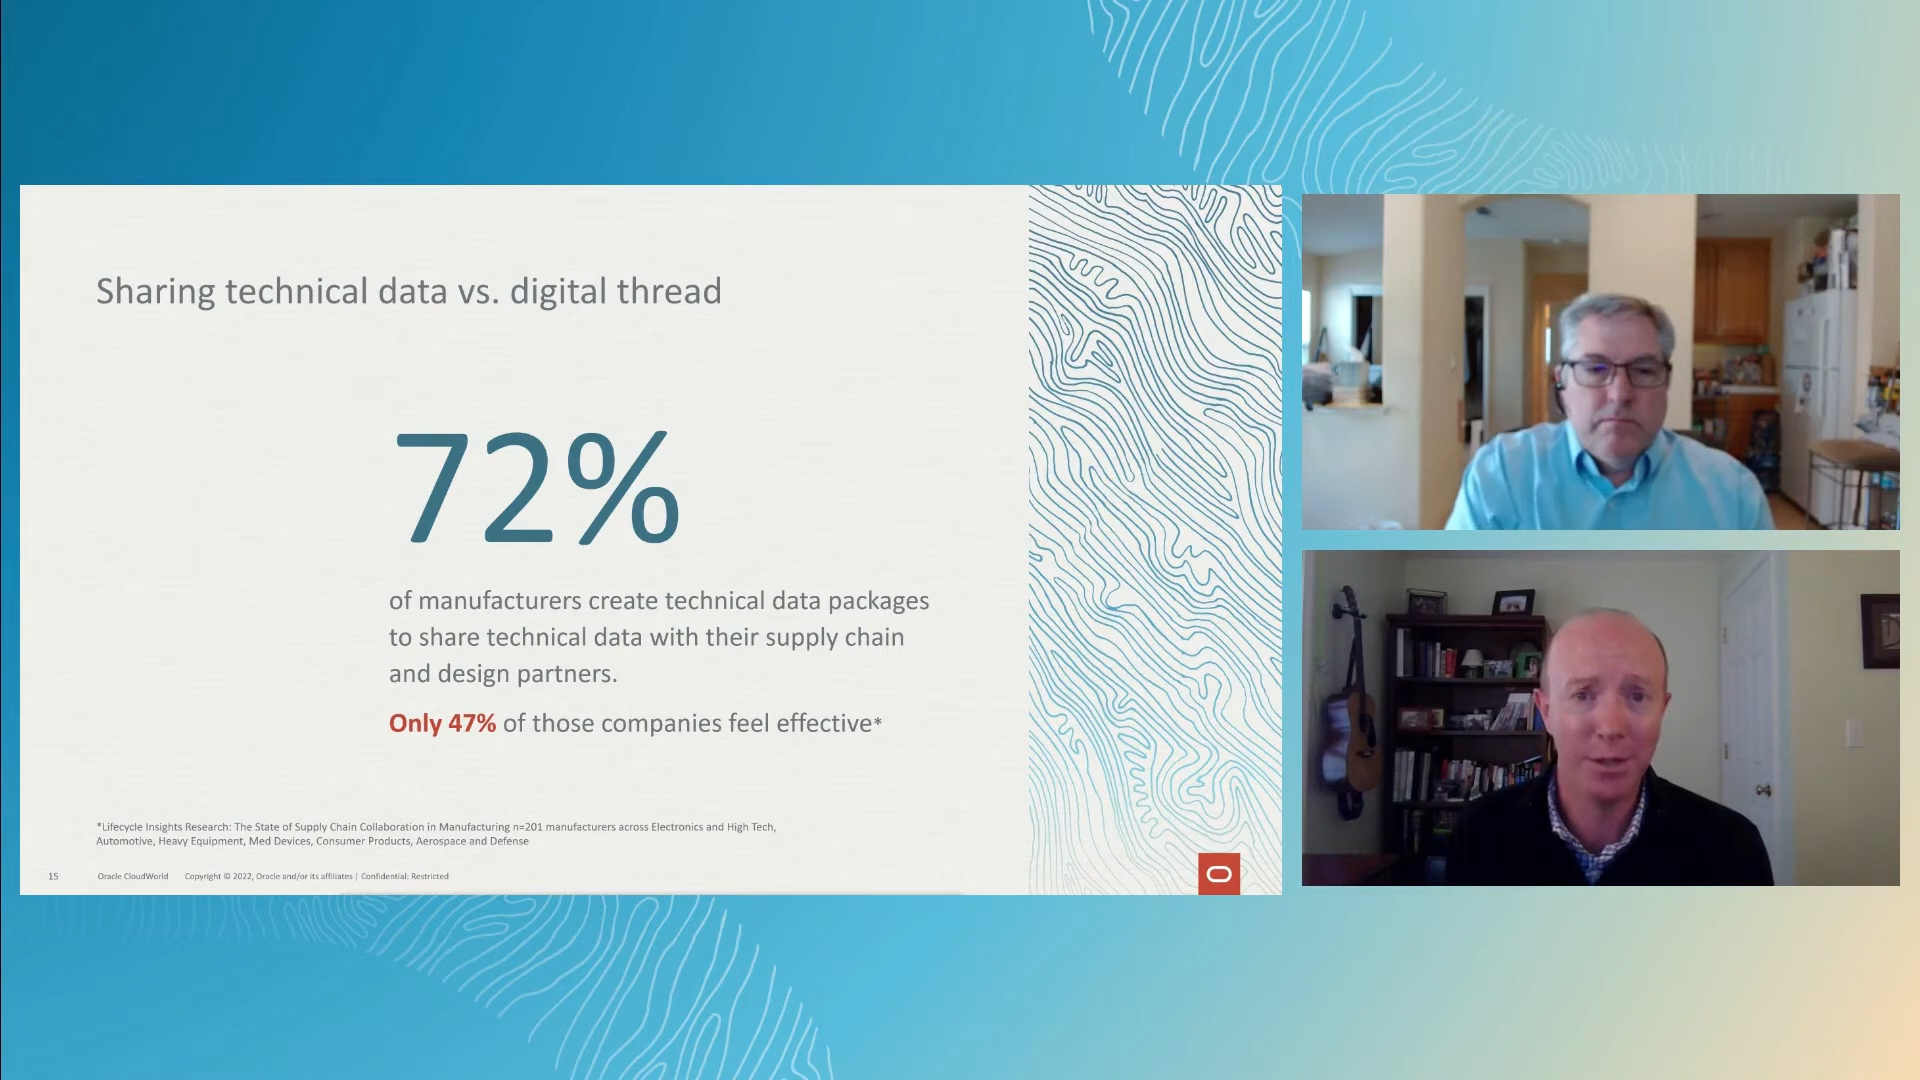 Sharing technical data vs. digital thread
72%
of manufacturers create technical data packages
to share technical data with their supply chain
and design partners.
Only 47% of those companies feel effective*
*Lifecycle Insights Research: The State of Supply Chain Collaboration in Manufacturing n=201 manufacturers across Electronics and High Tech,
Automotive, Heavy Equipment, Med Devices, Consumer Products, Aerospace and Defense
15 Oracle CloudWorld Copyright © 2022, Oracle and/or its affiliates | Confidential: Restricted